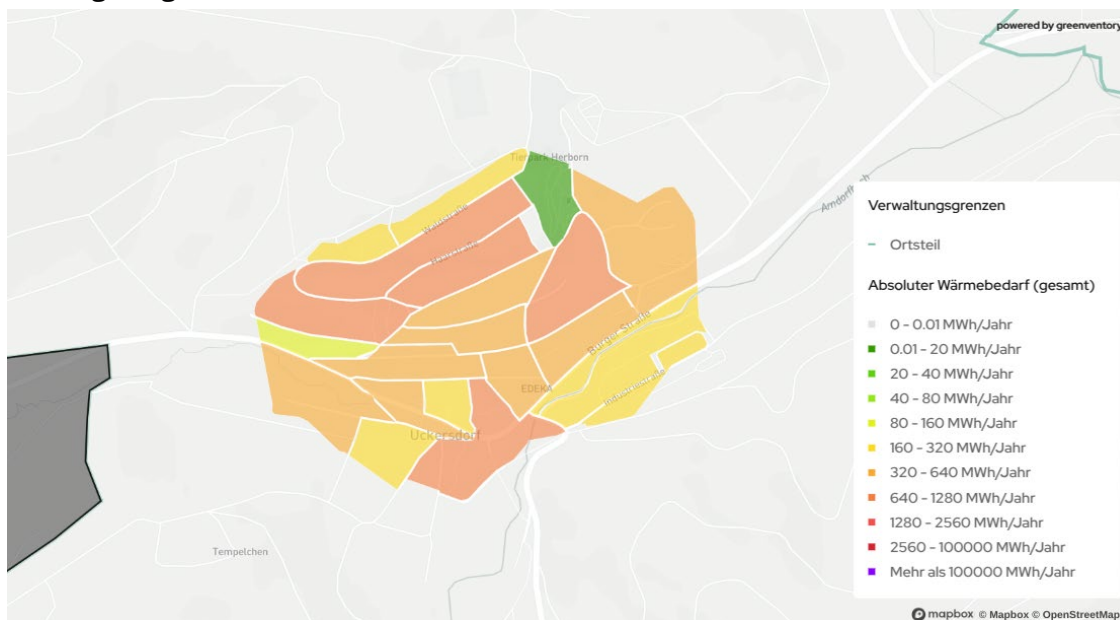 powered by greenventory
Tierpark Herborn
Waldstraße
Amdorfbach
Burger Straße
EDEKA
Industriestraße
Uckersdorf
Tempelchen
Verwaltungsgrenzen
Ortsteil
Absoluter Wärmebedarf (gesamt)
0 - 0.01 MWh/Jahr
0.01 - 20 MWh/Jahr
20 - 40 MWh/Jahr
40 - 80 MWh/Jahr
80 - 160 MWh/Jahr
160 - 320 MWh/Jahr
320 - 640 MWh/Jahr
640 - 1280 MWh/Jahr
1280 - 2560 MWh/Jahr
2560 - 100000 MWh/Jahr
Mehr als 100000 MWh/Jahr
mapbox © Mapbox © OpenStreetMap